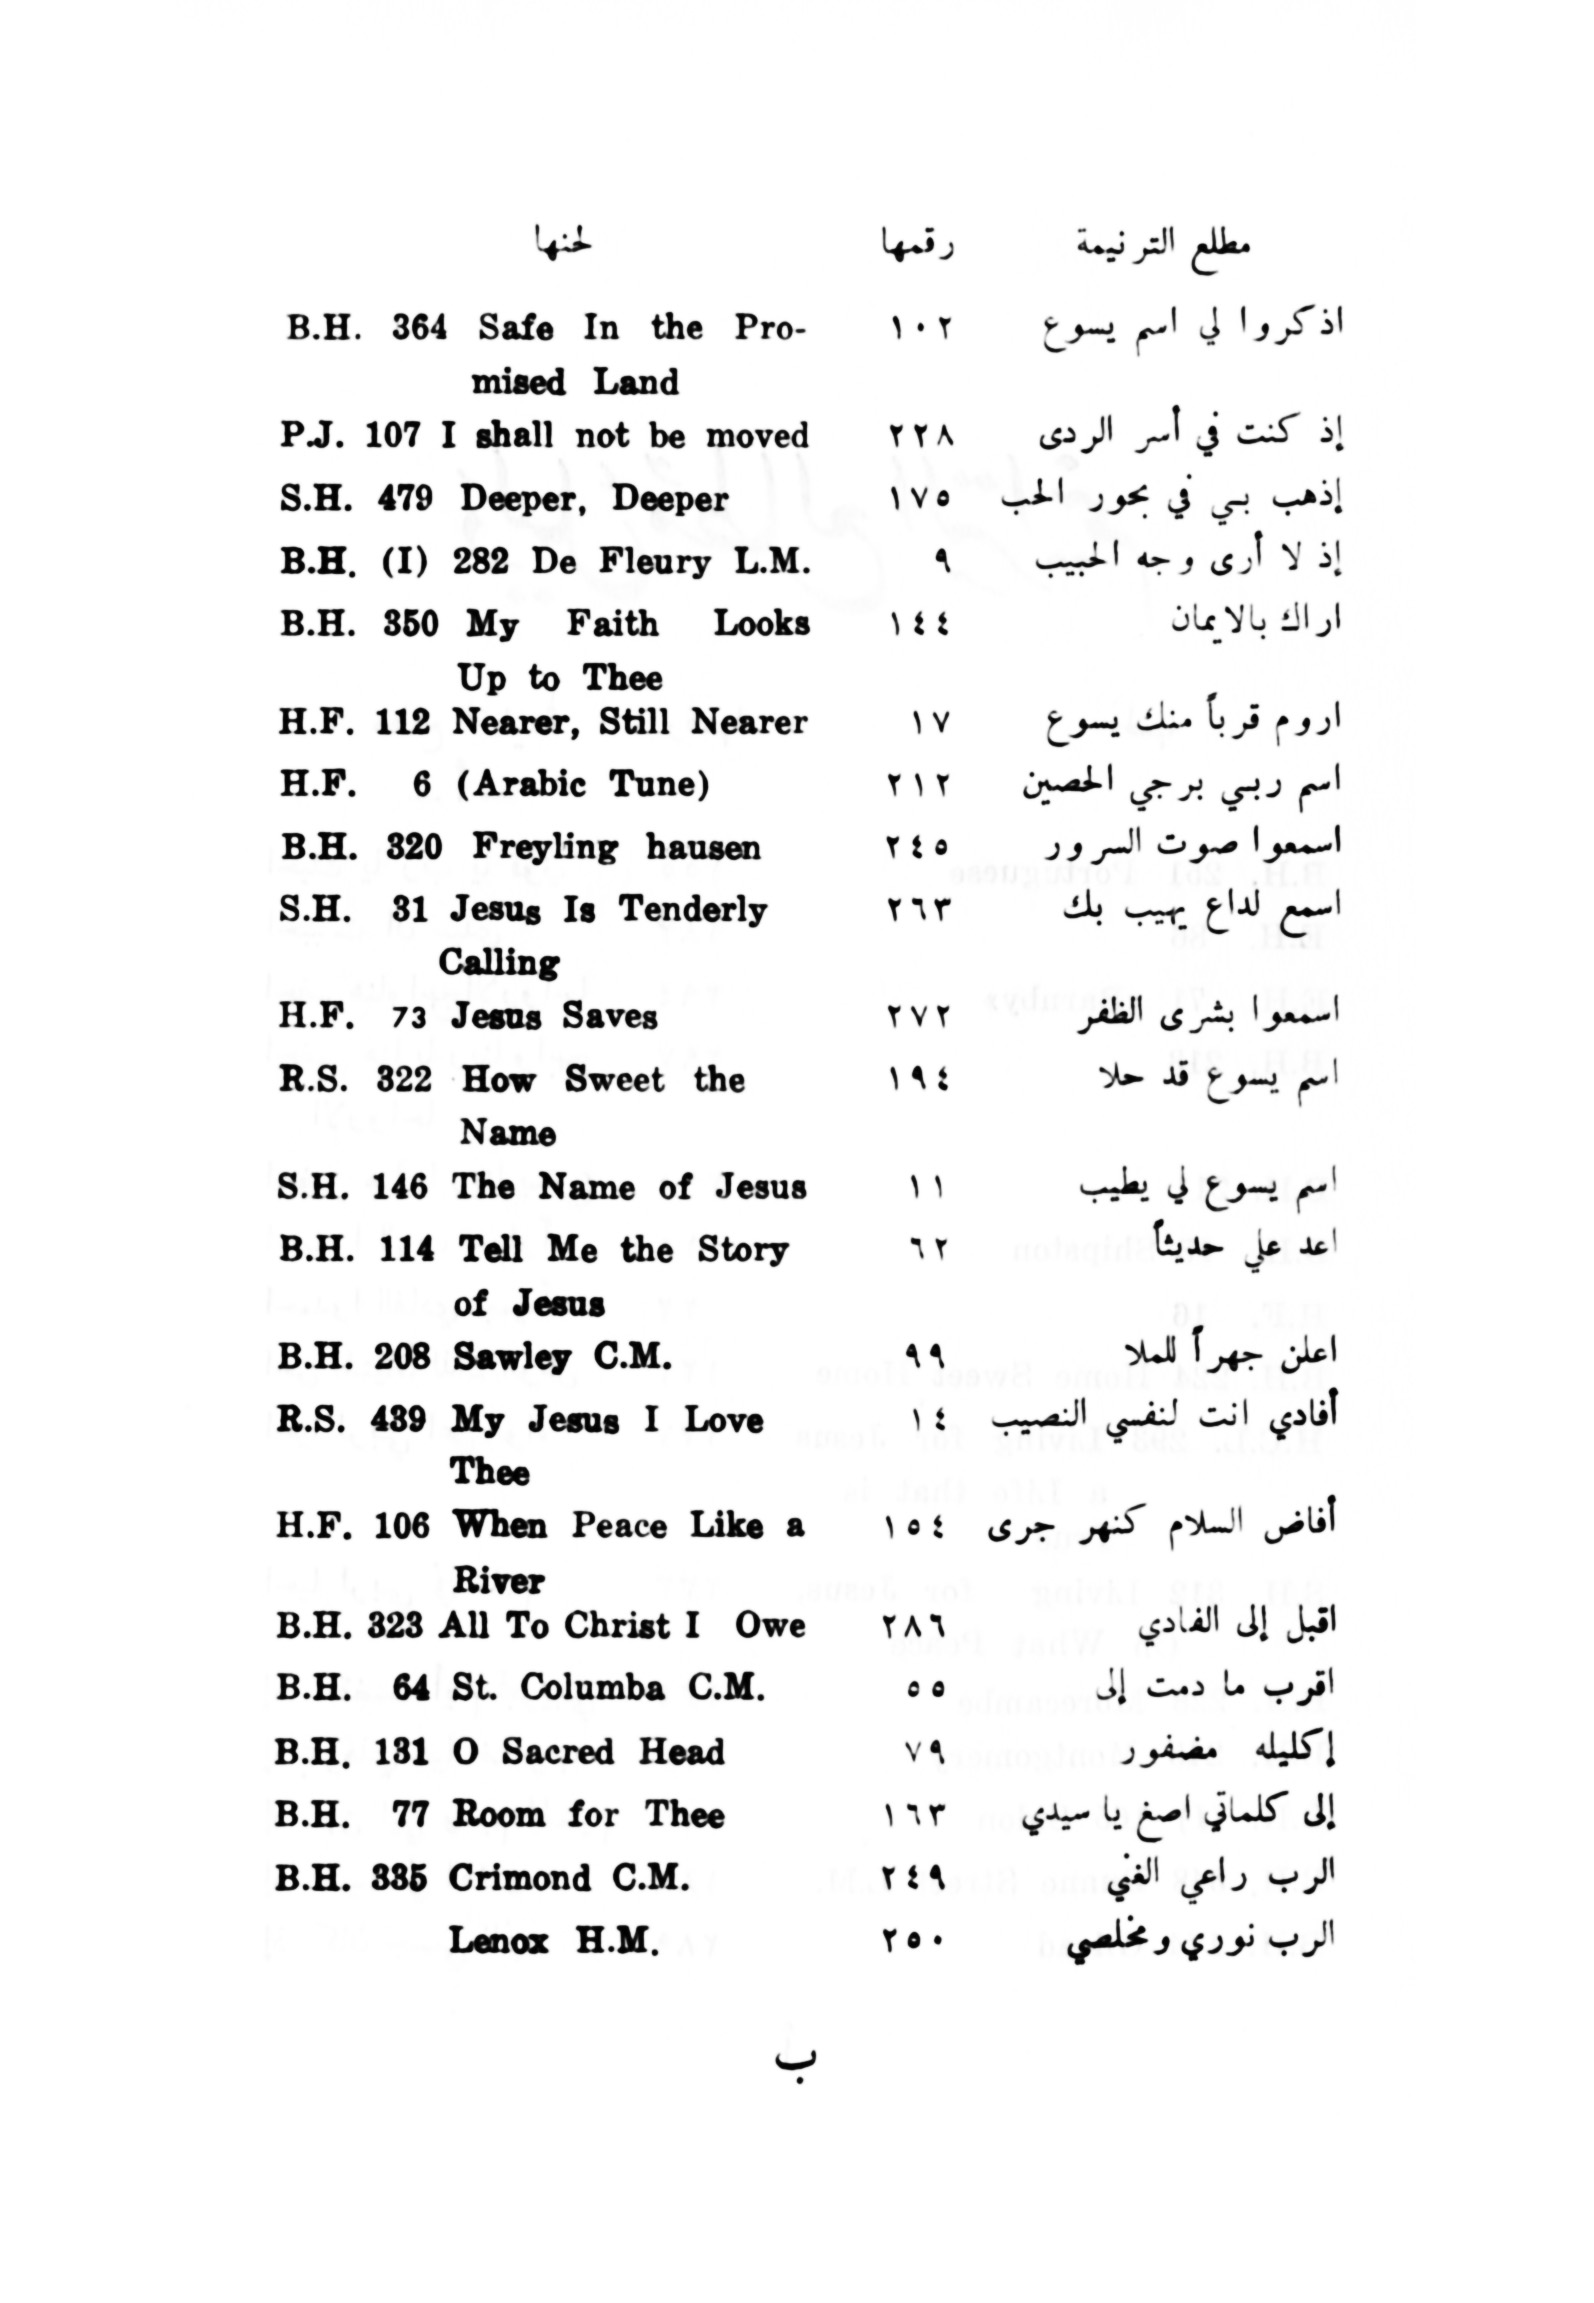 مطلع الترنيمة رقمها لحنها
اذكروا لي اسم يسوع ١٠٢ B.H. 364 Safe In the Pro-
mised Land
إذ كنت في أسر الردى ٢٢٨ P.J. 107 I shall not be moved
إذهب بي في بحور الحب ١٧٥ S.H. 479 Deeper, Deeper
إذ لا أرى وجه الحبيب ٩ B.H. (I) 282 De Fleury L.M.
اراك بالايمان ١٤٤ B.H. 350 My Faith Looks
Up to Thee
اروم قرباً منك يسوع ١٧ H.F. 112 Nearer, Still Nearer
اسم ربي برجي الحصين ٢١٢ H.F. 6 (Arabic Tune)
اسمعوا صوت السرور ٢٤٥ B.H. 320 Freyling hausen
اسمع لداع يهيب بك ٢٦٣ S.H. 31 Jesus Is Tenderly
Calling
اسمعوا بشرى الظفر ٢٧٢ H.F. 73 Jesus Saves
اسم يسوع قد حلا ١٩٤ R.S. 322 How Sweet the
Name
اسم يسوع لي يطيب ١١ S.H. 146 The Name of Jesus
اعد علي حديثاً ٦٢ B.H. 114 Tell Me the Story
of Jesus
اعلن جهراً للملا ٩٩ B.H. 208 Sawley C.M.
أفادي انت لنفسي النصيب ١٤ R.S. 439 My Jesus I Love
Thee
أفاض السلام كنهر جرى ١٥٤ H.F. 106 When Peace Like a
River
اقبل إلى الفادي ٢٨٦ B.H. 323 All To Christ I Owe
اقرب ما دمت إلى ٥٥ B.H. 64 St. Columba C.M.
إكليله مضفور ٧٩ B.H. 131 O Sacred Head
إلى كلماتي اصغ يا سيدي ١٦٣ B.H. 77 Room for Thee
الرب راعي الغني ٢٤٩ B.H. 335 Crimond C.M.
الرب نوري ومخلصي ٢٥٠ Lenox H.M.
ب